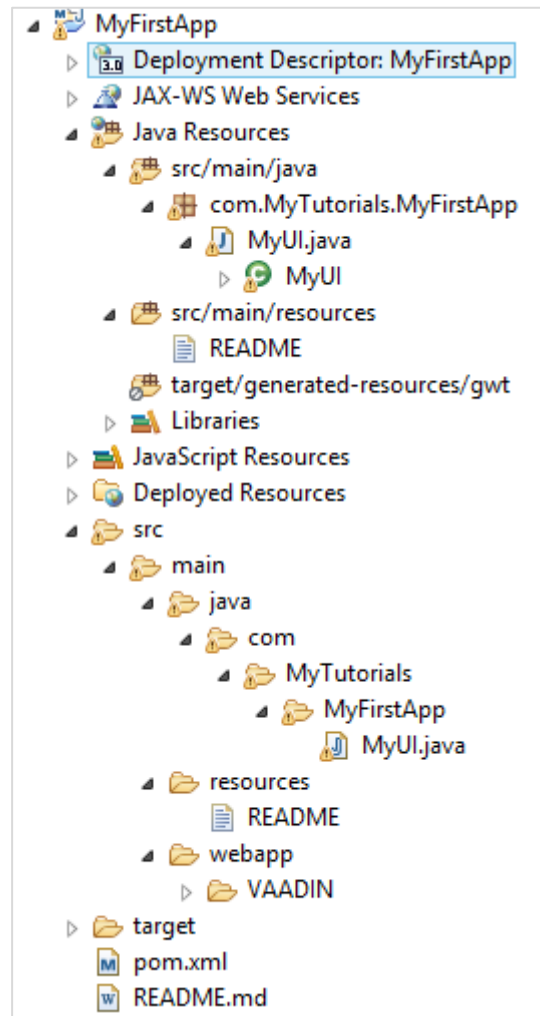 MyFirstApp
Deployment Descriptor: MyFirstApp
JAX-WS Web Services
Java Resources
src/main/java
com.MyTutorials.MyFirstApp
MyUI.java
MyUI
src/main/resources
README
target/generated-resources/gwt
Libraries
JavaScript Resources
Deployed Resources
src
main
java
com
MyTutorials
MyFirstApp
MyUI.java
resources
README
webapp
VAADIN
target
pom.xml
README.md